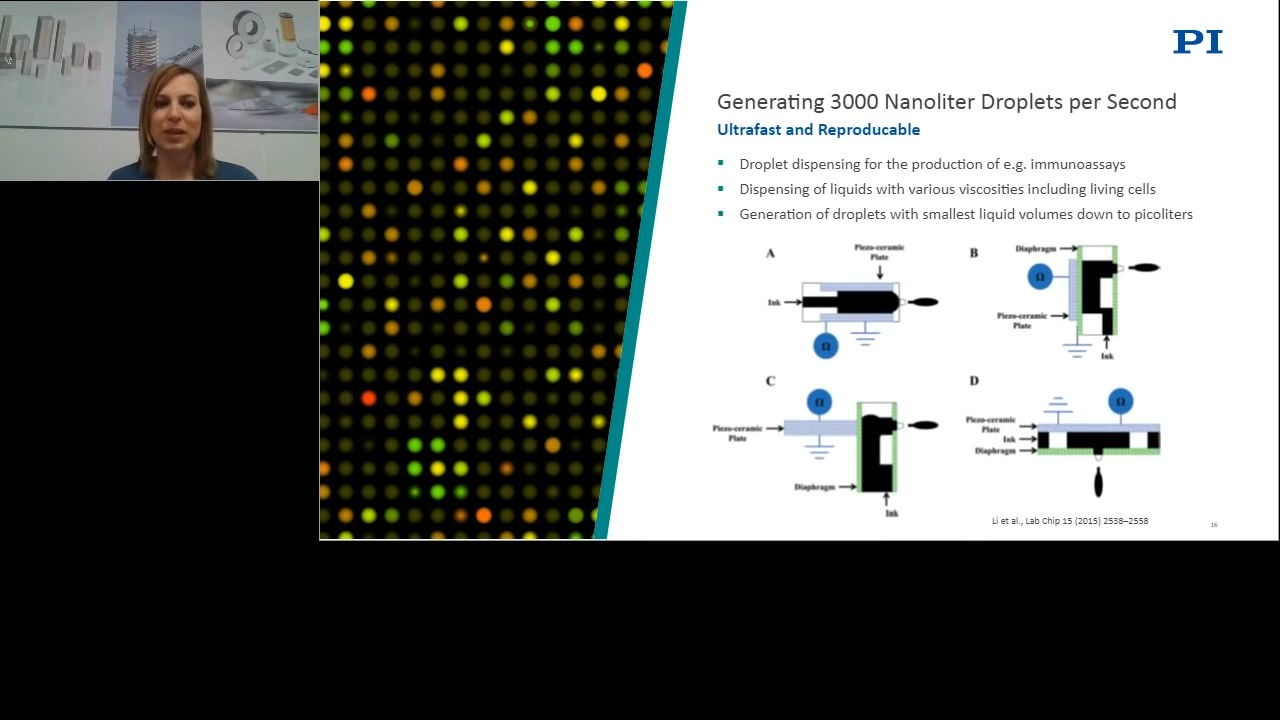 PI
Generating 3000 Nanoliter Droplets per Second
Ultrafast and Reproducable
Droplet dispensing for the production of e.g. immunoassays
Dispensing of liquids with various viscosities including living cells
Generation of droplets with smallest liquid volumes down to picoliters
A
Piezo-ceramic
Plate
Ink
Ω
B
Diaphragm
Ω
Piezo-ceramic
Plate
Ink
C
Ω
Piezo-ceramic
Plate
Diaphragm
Ink
D
Ω
Piezo-ceramic
Plate
Ink
Diaphragm
Li et al., Lab Chip 15 (2015) 2538–2558
16